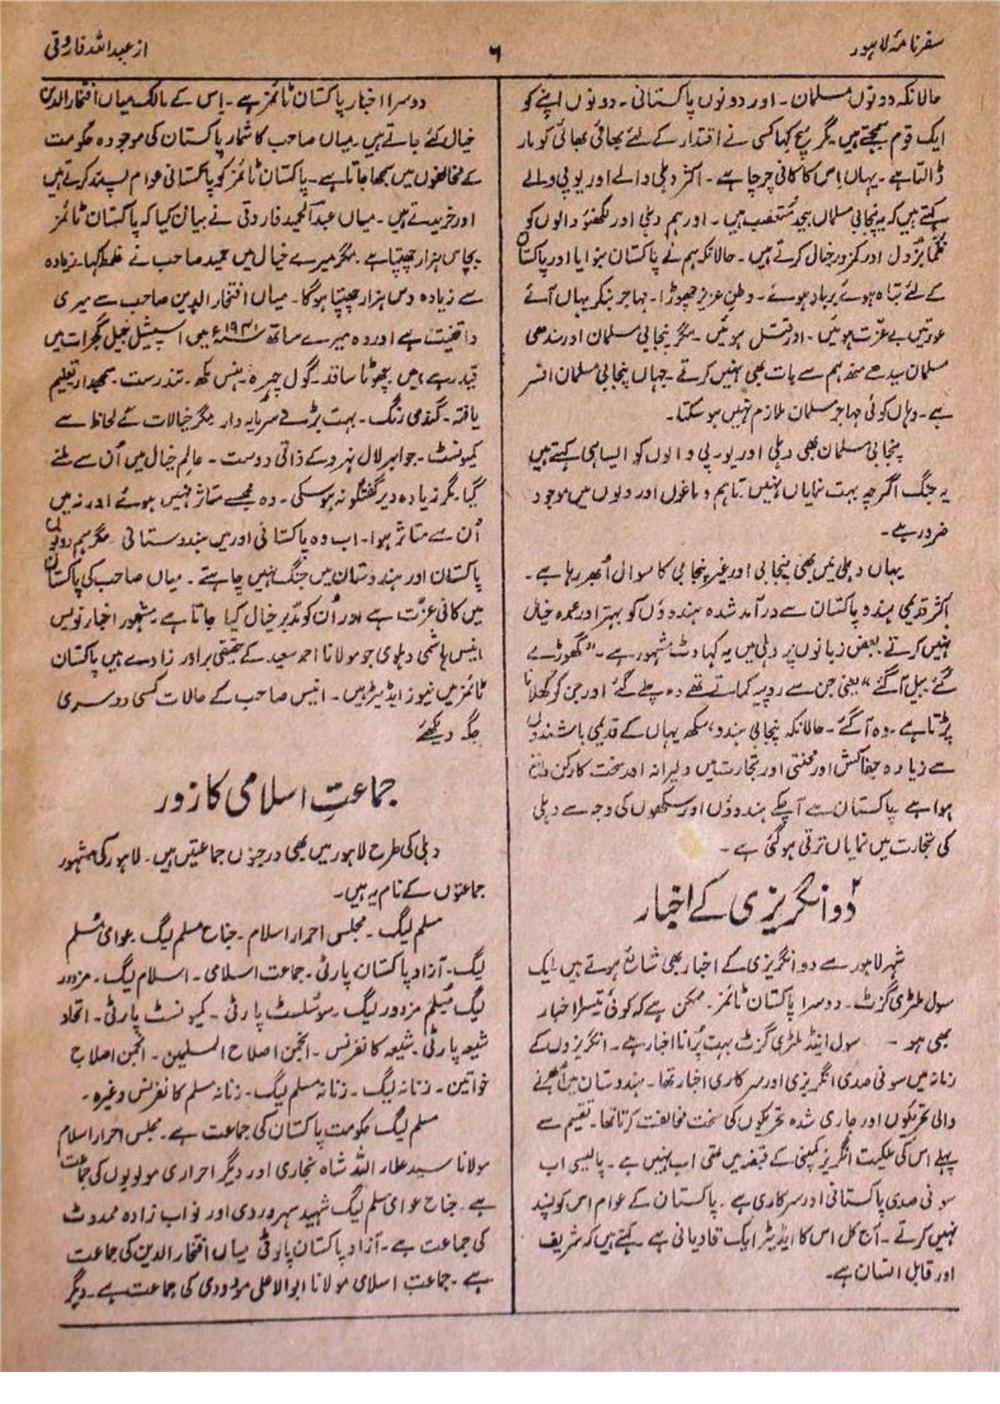 سفرنامۂ لاہور
۶
از عبداللہ فاروقی
حالانکہ دونوں مسلمان۔ اور دونوں پاکستانی۔ دونوں اپنے کو
ایک قوم سمجھتے ہیں مگر سچ کہا کسی نے اقتدار کے لئے بھائی بھائی کو مار
ڈالتا ہے۔ یہاں اِس کا کافی چرچا ہے۔ اکثر دہلی والے اور یوپی والے
کہتے ہیں کہ یہ پنجابی مسلمان بیحد متعصب ہیں۔ اور ہم دہلی اور لکھنؤ والوں کو
نکما بزدل اور کمزور خیال کرتے ہیں۔ حالانکہ ہم نے پاکستان بنوایا اور پاکستان
کے لئے تباہ ہوئے برباد ہوئے۔ وطنِ عزیز چھوڑا۔ مہاجر بنکر یہاں آئے
عورتیں بے عزت ہوئیں۔ اور قتل ہوئیں۔ مگر پنجابی مسلمان اور سندھی
مسلمان سیدھے منھ ہم سے بات بھی نہیں کرتے۔ جہاں پنجابی مسلمان افسر
ہے۔ وہاں کوئی مہاجر مسلمان ملازم نہیں ہو سکتا۔
پنجابی مسلمان بھی دہلی اور یو۔پی والوں کو ایسا ہی کہتے ہیں
یہ جنگ اگرچہ بہت نمایاں نہیں۔ تاہم دماغوں اور دلوں میں موجود
ضرور ہے۔
یہاں دہلی میں بھی پنجابی اور غیر پنجابی کا سوال اُبھر رہا ہے۔
اکثر قدیمی ہندو پاکستان سے درآمد شدہ ہندوؤں کو بہتر اور عمدہ خیال
نہیں کرتے بعض زبانوں پر دہلی میں یہ کہاوت مشہور ہے۔ "گھوڑے
گئے بیل آگئے" یعنی جن سے روپیہ کماتے تھے وہ چلے گئے اور جن کو کھلانا
پڑتا ہے۔ وہ آگئے۔ حالانکہ پنجابی ہندو، سکھ یہاں کے قدیمی باشندوں
سے زیادہ جفاکش اور محنتی اور تجارت میں دلیرانہ اور سخت کارکن واقع
ہوا ہے پاکستان سے آچکے ہندوؤں اور سکھوں کی وجہ سے دہلی
کی تجارت میں نمایاں ترقی ہوگئی ہے۔
دو انگریزی کے اخبار
شہر لاہور سے دو انگریزی کے اخبار بھی شائع ہوتے ہیں ایک
سول ملٹری گزٹ۔ دوسرا پاکستان ٹائمز۔ ممکن ہے کہ کوئی تیسرا اخبار
بھی ہو۔ سول اینڈ ملٹری گزٹ بہت پُرانا اخبار ہے۔ انگریزوں کے
زمانہ میں سو فی صدی انگریزی اور سرکاری اخبار تھا۔ ہندوستان میں اُٹھنے
والی تحریکوں اور جاری شدہ تحریکوں کی سخت مخالفت کرتا تھا۔ تقسیم سے
پہلے اس کی ملکیت انگریز کمپنی کے قبضہ میں تھی اب نہیں ہے۔ پالیسی اب
سو فی صدی پاکستانی اور سرکاری ہے۔ پاکستان کے عوام اس کو پسند
نہیں کرتے۔ آج کل اس کا ایڈیٹر ایک قادیانی ہے کہتے ہیں کہ شریف
اور قابل انسان ہے۔
دوسرا اخبار پاکستان ٹائمز ہے۔ اِس کے مالک میاں افتخار الدین
خیال کئے جاتے ہیں۔ میاں صاحب کا شمار پاکستان کی موجودہ حکومت
کے مخالفوں میں سمجھا جاتا ہے۔ پاکستان ٹائمز کو پاکستانی عوام پسند کرتے ہیں
اور خریدتے ہیں۔ میاں عبدالحمید فاروقی نے بیان کیا کہ پاکستان ٹائمز
پچاس ہزار چھپتا ہے۔ مگر میرے خیال میں حمید صاحب نے غلط کہا۔ زیادہ
سے زیادہ دس ہزار چھپتا ہوگا۔ میاں افتخار الدین صاحب سے میری
واقفیت ہے اور وہ میرے ساتھ ۱۹۴۱ء میں اسپیشل جیل گجرات میں
قید رہے ہیں۔ چھوٹا سا قد۔ گول چہرہ۔ ہنس مکھ۔ تندرست۔ سمجھدار تعلیم
یافتہ۔ گندمی رنگ۔ بہت بڑے سرمایہ دار مگر خیالات کے لحاظ سے
کمیونسٹ۔ جواہر لال نہرو کے ذاتی دوست۔ عالمِ خیال میں اُن سے ملنے
گیا۔ مگر زیادہ دیر گفتگو نہ ہو سکی۔ وہ مجھ سے متاثر نہیں ہوئے اور نہ میں
اُن سے متاثر ہوا۔ اب وہ پاکستانی اور میں ہندوستانی مگر ہم دونوں
پاکستان اور ہندوستان میں جنگ نہیں چاہتے۔ میاں صاحب کی پاکستان
میں کافی عزت ہے اور اُن کو مدبر خیال کیا جاتا ہے۔ مشہور اخبار نویس
انیس ہاشمی دہلوی جو مولانا احمد سعید کے حقیقی برادر زادے ہیں پاکستان
ٹائمز میں نیوز ایڈیٹر ہیں۔ انیس صاحب کے حالات کسی دوسری
جگہ دیکھئے
جماعتِ اسلامی کا زور
دہلی کی طرح لاہور میں بھی درجنوں جماعتیں ہیں۔ لاہور کی مشہور
جماعتوں کے نام یہ ہیں۔
مسلم لیگ۔ مجلس احرار اسلام۔ جناح مسلم لیگ۔ عوامی مُسلم
لیگ۔ آزاد پاکستان پارٹی۔ جماعت اسلامی۔ اسلام لیگ۔ مزدور
لیگ مُسلم مزدور لیگ۔ سوشلسٹ پارٹی۔ کمیونسٹ پارٹی۔ اتحاد
شیعہ پارٹی۔ شیعہ کانفرنس۔ انجمن اصلاح المسلمین۔ انجمن اصلاح
خواتین۔ زنانہ لیگ۔ زنانہ مسلم لیگ۔ زنانہ مسلم کانفرنس وغیرہ۔
مسلم لیگ حکومت پاکستان کی جماعت ہے۔ مجلس احرار اسلام
مولانا سید عطار اللہ شاہ بخاری اور دیگر احراری مولویوں کی جماعت
ہے۔ جناح عوامی مسلم لیگ شہید سہروردی اور نواب زادہ ممدوٹ
کی جماعت ہے۔ آزاد پاکستان پارٹی میاں افتخار الدین کی جماعت
ہے۔ جماعت اسلامی مولانا ابوالاعلی مودودی کی جماعت ہے۔ دیگر